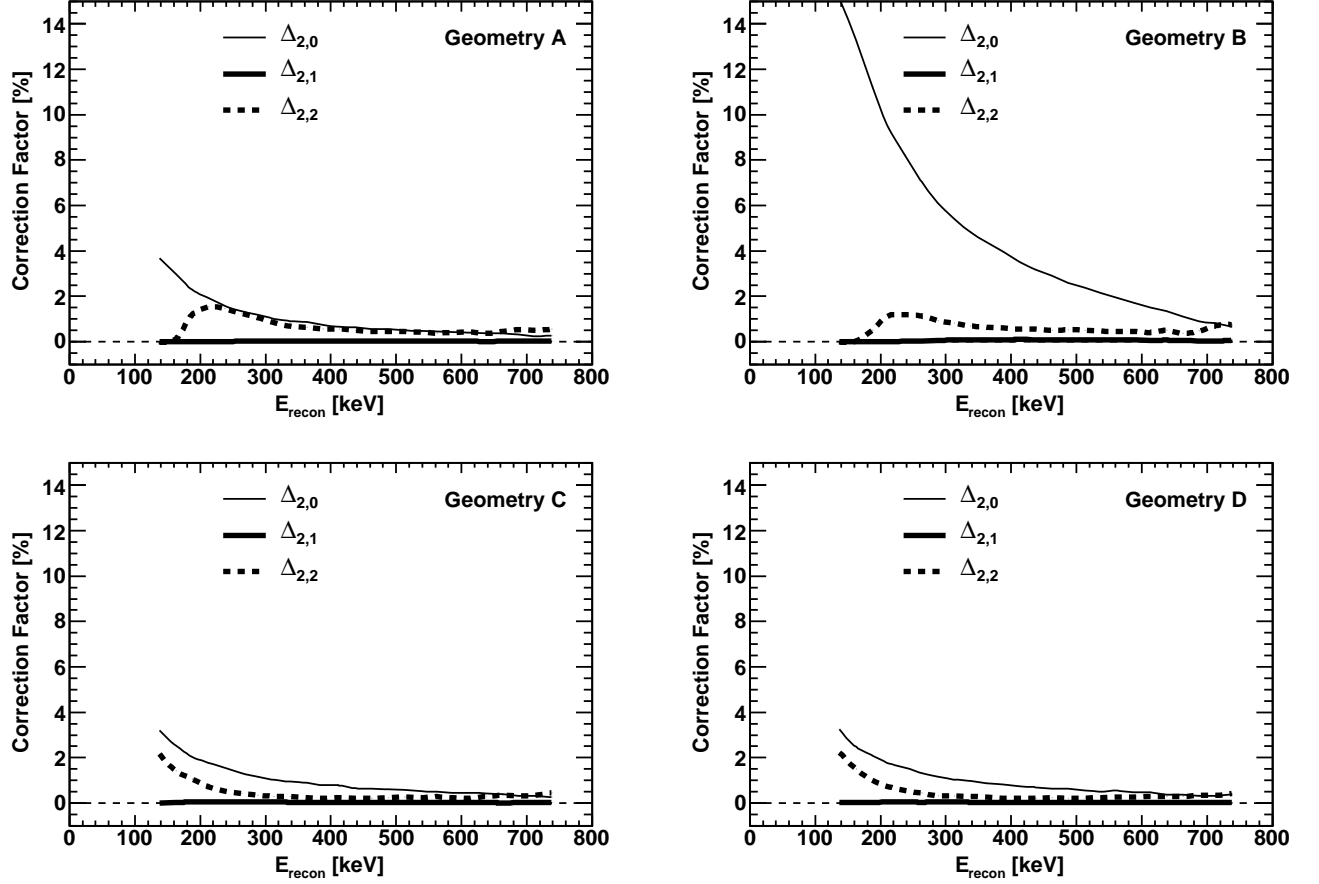 Correction Factor [%]
14
12
10
8
6
4
2
0
Δ2,0
Δ2,1
Δ2,2
Geometry A
0 100 200 300 400 500 600 700 800
Erecon [keV]
Correction Factor [%]
14
12
10
8
6
4
2
0
Δ2,0
Δ2,1
Δ2,2
Geometry B
0 100 200 300 400 500 600 700 800
Erecon [keV]
Correction Factor [%]
14
12
10
8
6
4
2
0
Δ2,0
Δ2,1
Δ2,2
Geometry C
0 100 200 300 400 500 600 700 800
Erecon [keV]
Correction Factor [%]
14
12
10
8
6
4
2
0
Δ2,0
Δ2,1
Δ2,2
Geometry D
0 100 200 300 400 500 600 700 800
Erecon [keV]